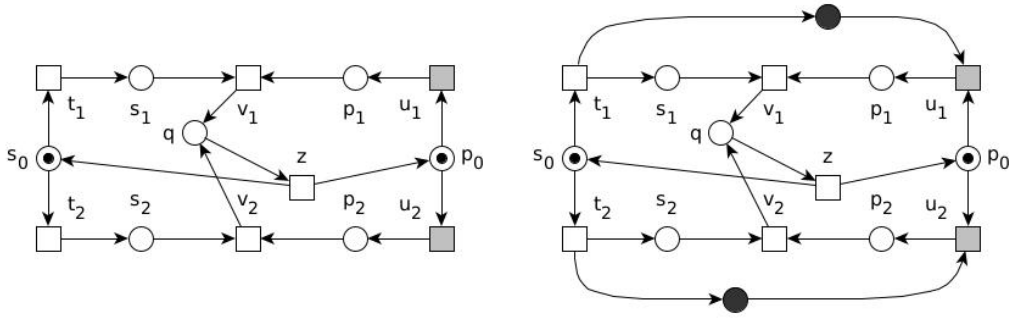 t₁ s₁ v₁ p₁ u₁
q
s₀ z p₀
t₂ s₂ v₂ p₂ u₂
t₁ s₁ v₁ p₁ u₁
q
s₀ z p₀
t₂ s₂ v₂ p₂ u₂